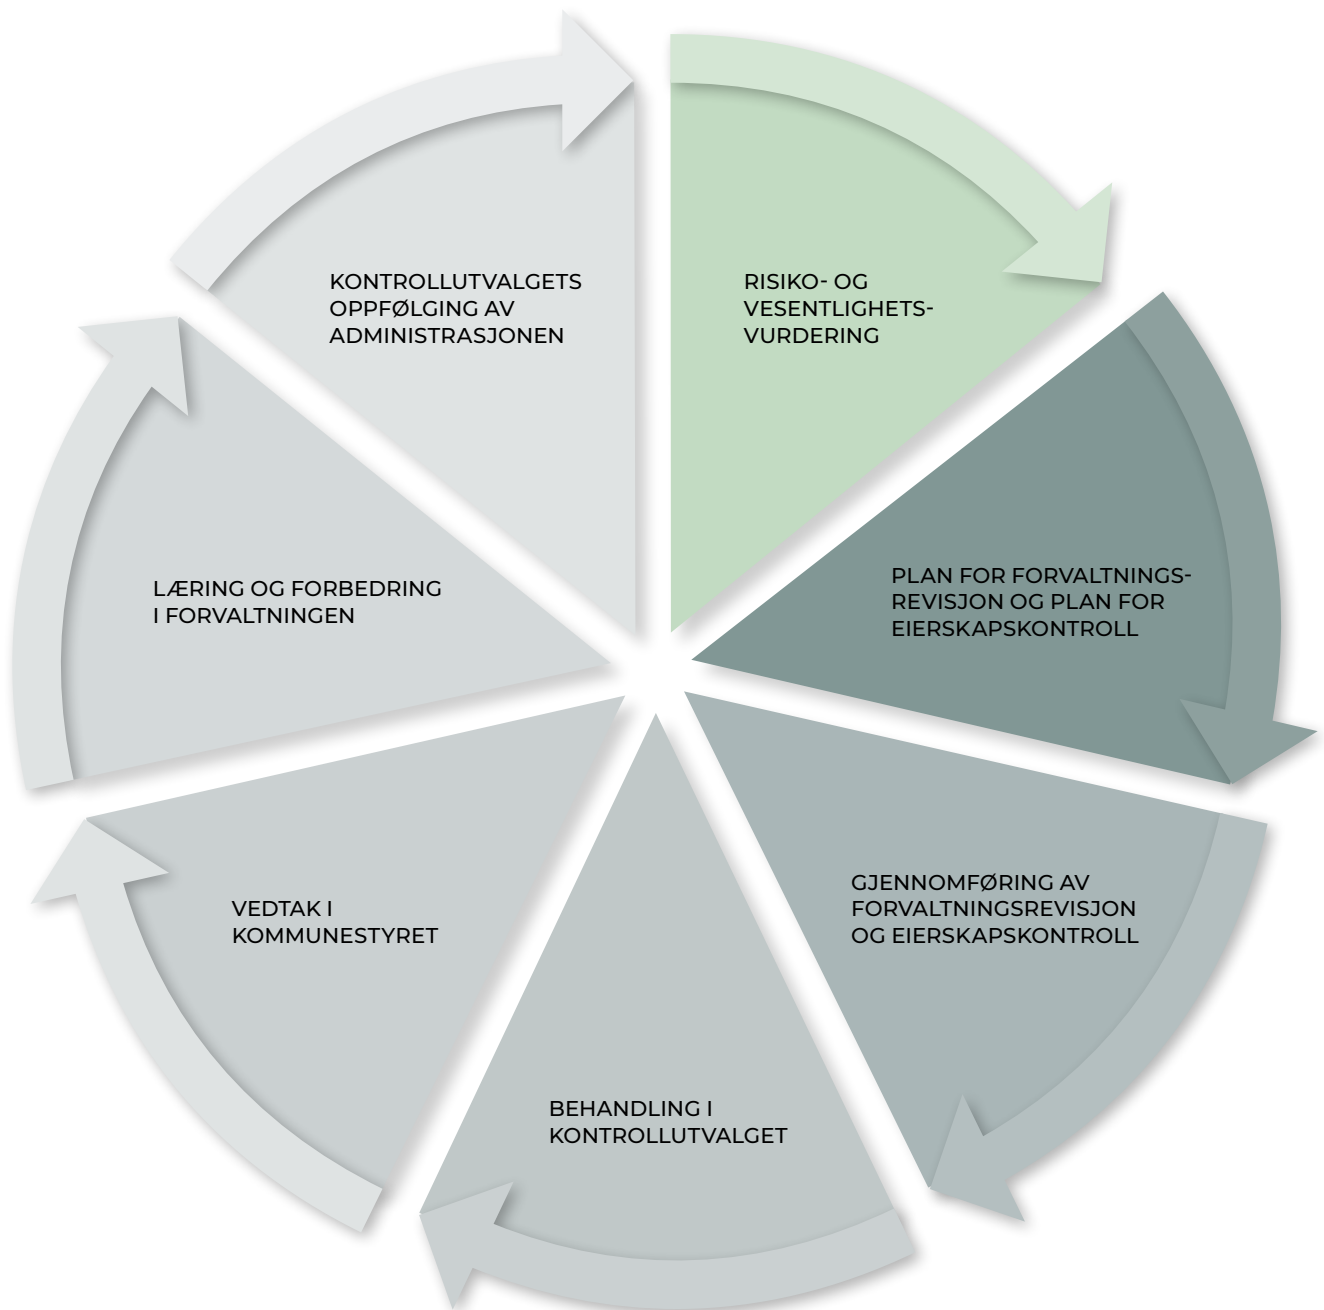 RISIKO- OG
VESENTLIGHETS-
VURDERING
PLAN FOR FORVALTNINGS-
REVISJON OG PLAN FOR
EIERSKAPSKONTROLL
GJENNOMFØRING AV
FORVALTNINGSREVISJON
OG EIERSKAPSKONTROLL
BEHANDLING I
KONTROLLUTVALGET
VEDTAK I
KOMMUNESTYRET
LÆRING OG FORBEDRING
I FORVALTNINGEN
KONTROLLUTVALGETS
OPPFØLGING AV
ADMINISTRASJONEN